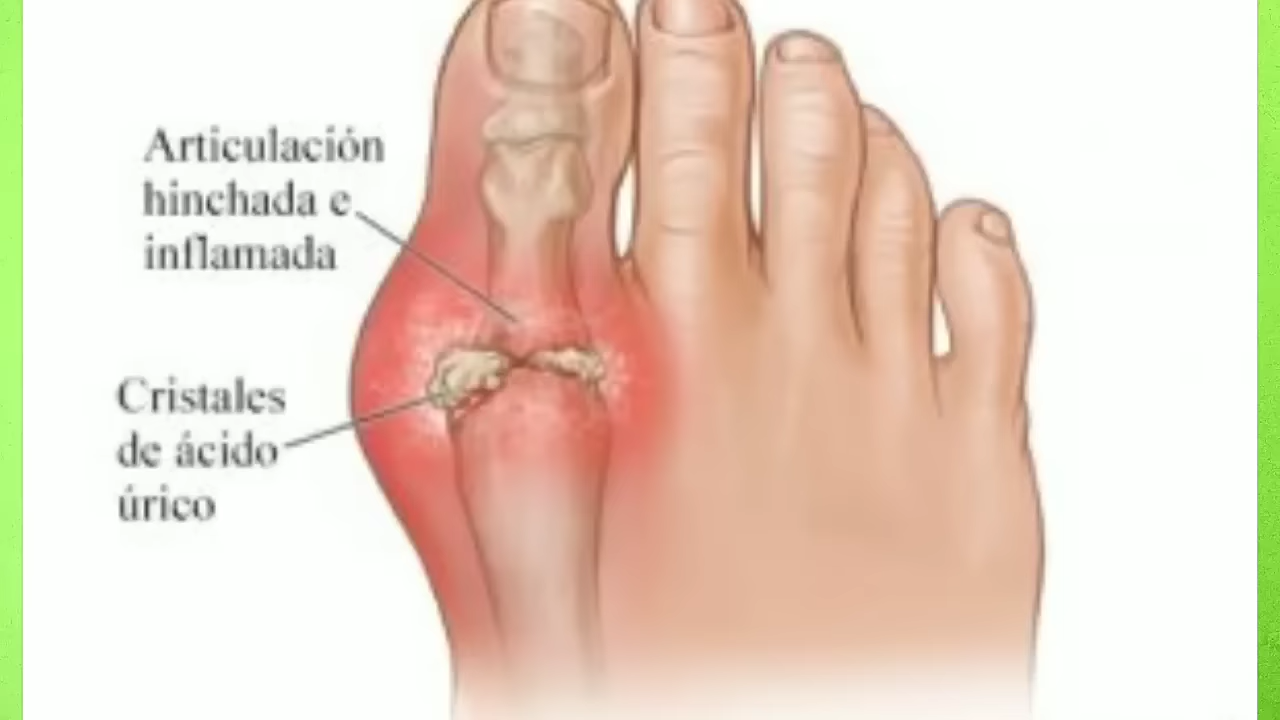 Articulación
hinchada e
inflamada
Cristales
de ácido
úrico